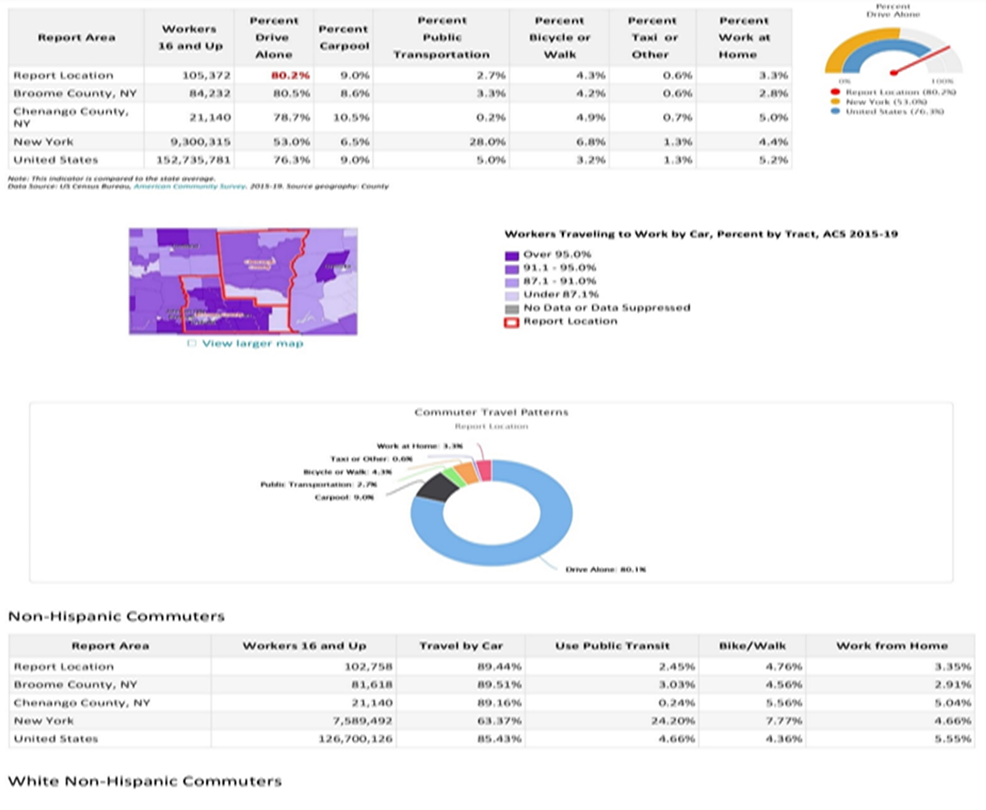 Report Area | Workers 16 and Up | Percent Drive Alone | Percent Carpool | Percent Public Transportation | Percent Bicycle or Walk | Percent Taxi or Other | Percent Work at Home
Report Location | 105,372 | 80.2% | 9.0% | 2.7% | 4.3% | 0.6% | 3.3%
Broome County, NY | 84,232 | 80.5% | 8.6% | 3.3% | 4.2% | 0.6% | 2.8%
Chenango County, NY | 21,140 | 78.7% | 10.5% | 0.2% | 4.9% | 0.7% | 5.0%
New York | 9,300,315 | 53.0% | 6.5% | 28.0% | 6.8% | 1.3% | 4.4%
United States | 152,735,781 | 76.3% | 9.0% | 5.0% | 3.2% | 1.3% | 5.2%
Percent
Drive Alone
0%
100%
Report Location (80.2%)
New York (53.0%)
United States (76.3%)
Note: This indicator is compared to the state average.
Data Source: US Census Bureau, American Community Survey. 2015-19. Source geography: County
Workers Traveling to Work by Car, Percent by Tract, ACS 2015-19
Over 95.0%
91.1 - 95.0%
87.1 - 91.0%
Under 87.1%
No Data or Data Suppressed
Report Location
View larger map
Commuter Travel Patterns
Report Location
Work at Home: 3.3%
Taxi or Other: 0.6%
Bicycle or Walk: 4.3%
Public Transportation: 2.7%
Carpool: 9.0%
Drive Alone: 80.1%
Non-Hispanic Commuters
Report Area | Workers 16 and Up | Travel by Car | Use Public Transit | Bike/Walk | Work from Home
Report Location | 102,758 | 89.44% | 2.45% | 4.76% | 3.35%
Broome County, NY | 81,618 | 89.51% | 3.03% | 4.56% | 2.91%
Chenango County, NY | 21,140 | 89.16% | 0.24% | 5.56% | 5.04%
New York | 7,589,492 | 63.37% | 24.20% | 7.77% | 4.66%
United States | 126,700,126 | 85.43% | 4.66% | 4.36% | 5.55%
White Non-Hispanic Commuters